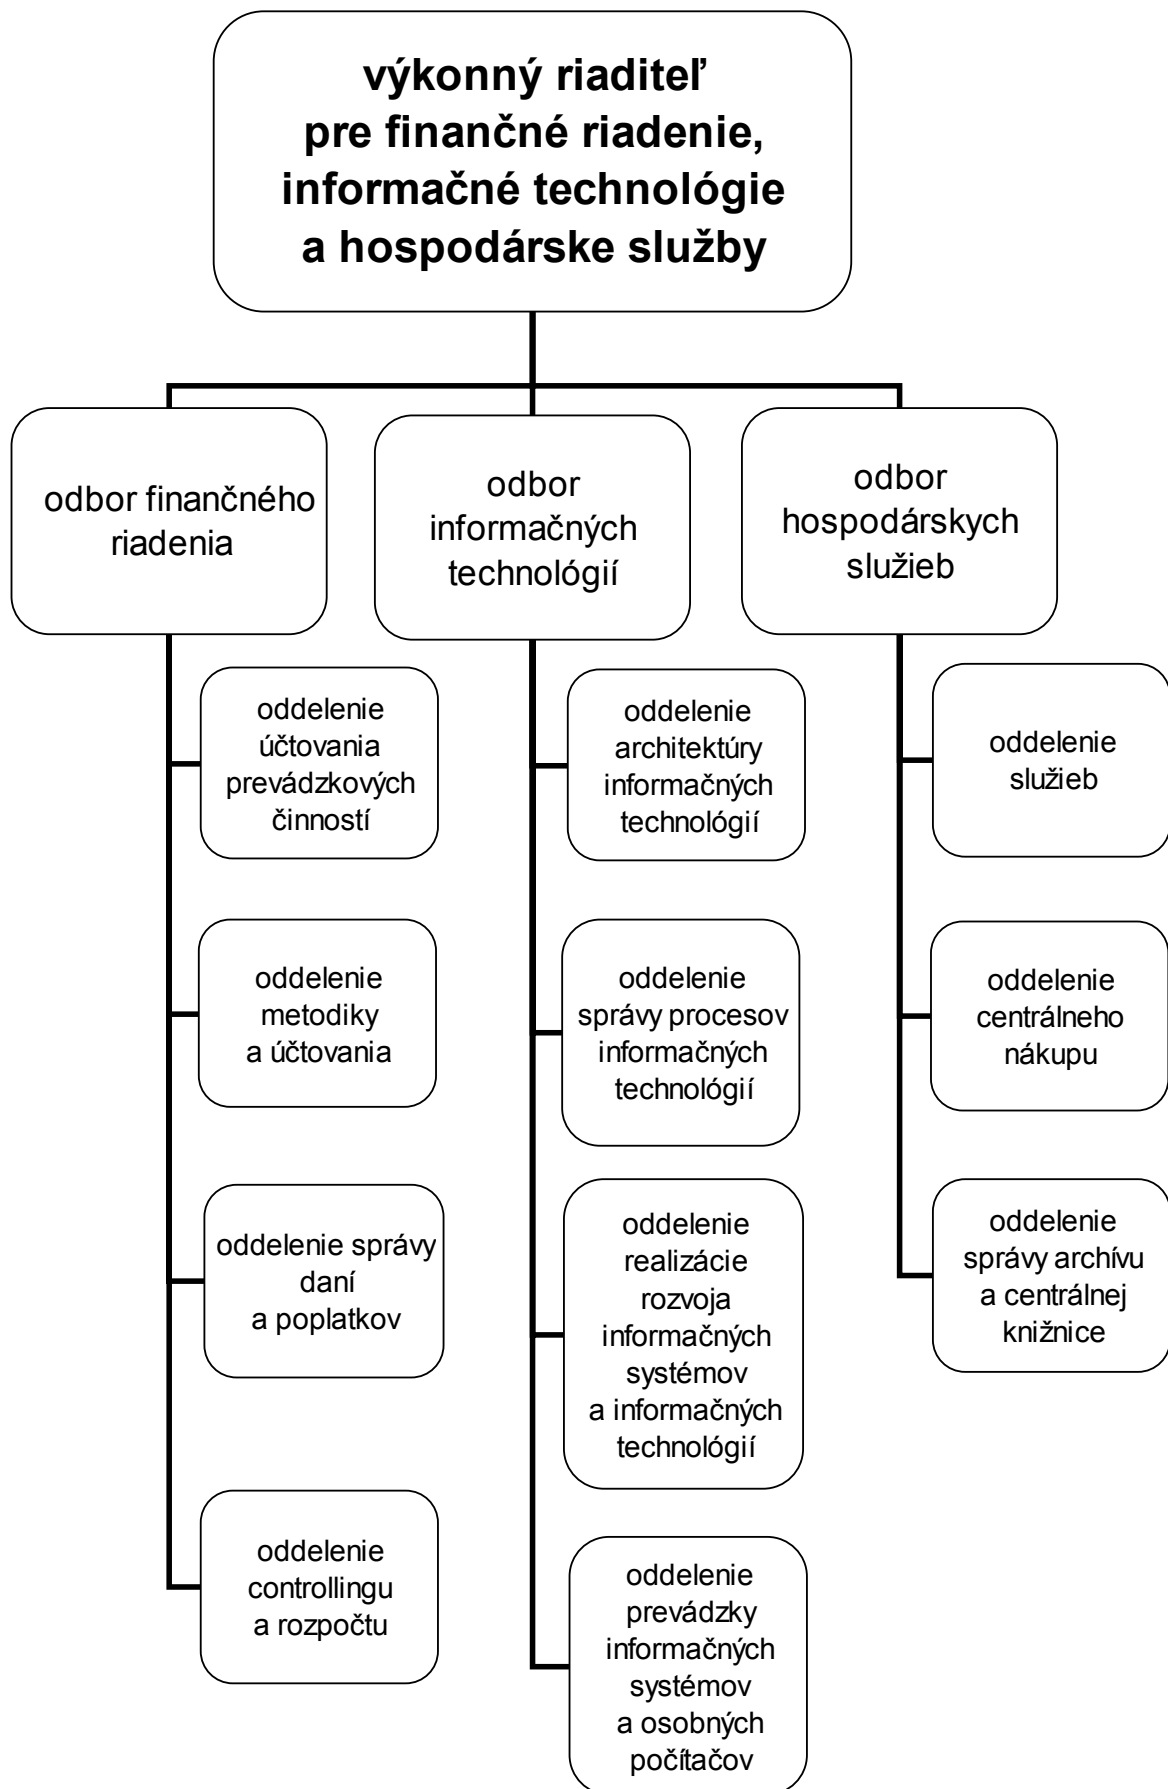 výkonný riaditeľ
pre finančné riadenie,
informačné technológie
a hospodárske služby
odbor finančného
riadenia
oddelenie
účtovania
prevádzkových
činností
oddelenie
metodiky
a účtovania
oddelenie správy
daní
a poplatkov
oddelenie
controllingu
a rozpočtu
odbor
informačných
technológií
oddelenie
architektúry
informačných
technológií
oddelenie
správy procesov
informačných
technológií
oddelenie
realizácie
rozvoja
informačných
systémov
a informačných
technológií
oddelenie
prevádzky
informačných
systémov
a osobných
počítačov
odbor
hospodárskych
služieb
oddelenie
služieb
oddelenie
centrálneho
nákupu
oddelenie
správy archívu
a centrálnej
knižnice